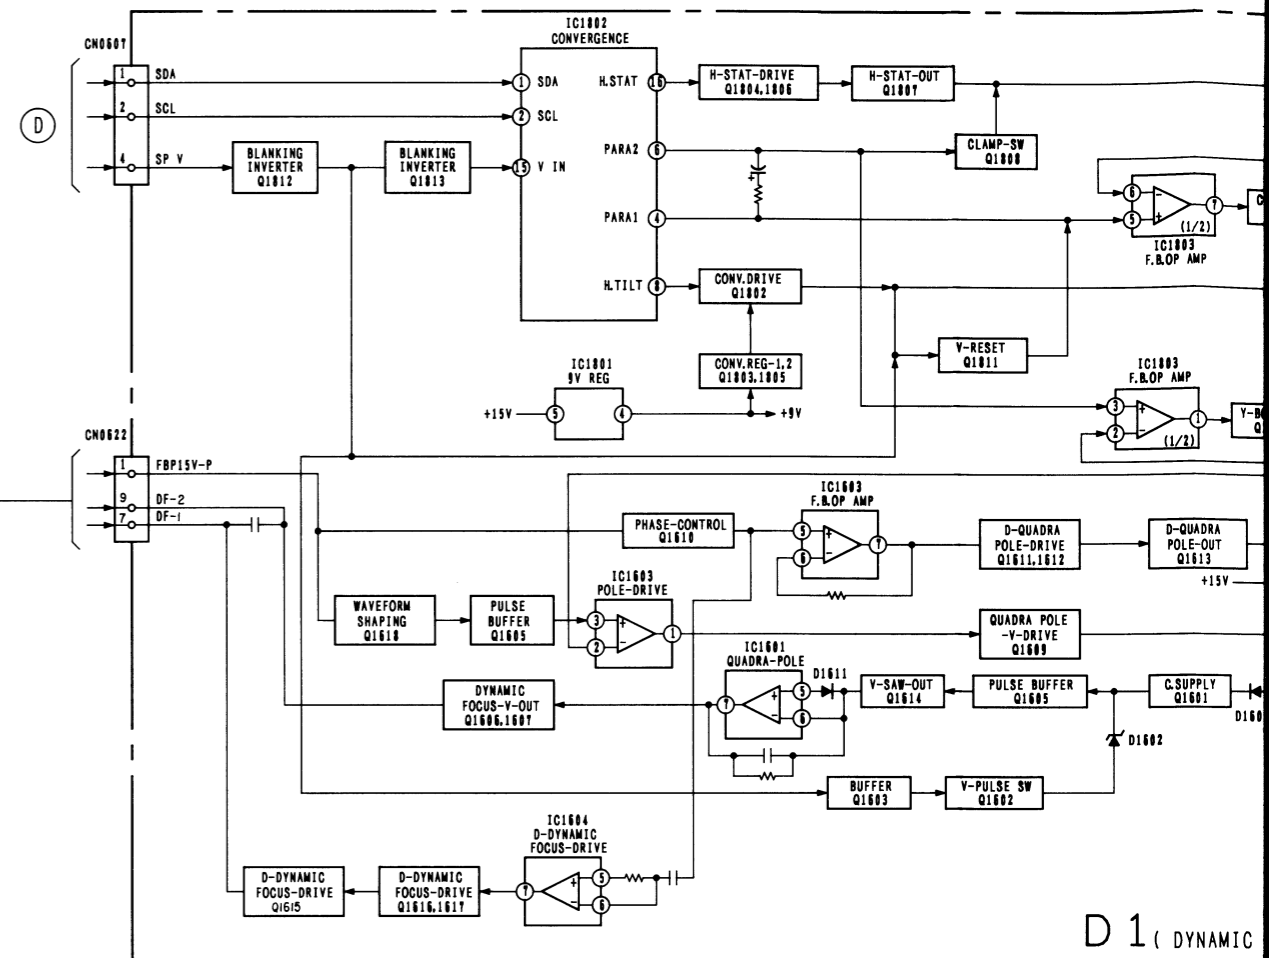 IC1802
CONVERGENCE
CN0607
1 SDA
2 SCL
4 SP V
D
BLANKING
INVERTER
Q1812
BLANKING
INVERTER
Q1813
1 SDA
2 SCL
15 V IN
H.STAT 16
PARA2 6
PARA1 4
H.TILT 8
H-STAT-DRIVE
Q1804,1806
H-STAT-OUT
Q1807
CLAMP-SW
Q1808
+
6
5
7
−
+
(1/2)
IC1803
F.B.OP AMP
C
CONV.DRIVE
Q1802
CONV.REG-1,2
Q1803,1805
V-RESET
Q1811
IC1801
9V REG
+15V 5 4 +9V
IC1803
F.B.OP AMP
3
2
1
+
−
(1/2)
Y-B
Q
CN0622
1 FBP15V-P
9 DF-2
7 DF-1
PHASE-CONTROL
Q1610
IC1603
F.B.OP AMP
5
6
7
+
−
D-QUADRA
POLE-DRIVE
Q1611,1612
D-QUADRA
POLE-OUT
Q1613
+15V
WAVEFORM
SHAPING
Q1618
PULSE
BUFFER
Q1605
IC1603
POLE-DRIVE
3
2
1
+
−
QUADRA POLE
-V-DRIVE
Q1609
IC1601
QUADRA-POLE
7
5
6
+
−
D1611
V-SAW-OUT
Q1614
PULSE BUFFER
Q1605
C.SUPPLY
Q1601
D160
D1602
DYNAMIC
FOCUS-V-OUT
Q1606,1607
BUFFER
Q1603
V-PULSE SW
Q1602
IC1604
D-DYNAMIC
FOCUS-DRIVE
7
5
6
+
−
D-DYNAMIC
FOCUS-DRIVE
Q1615
D-DYNAMIC
FOCUS-DRIVE
Q1616,1617
D 1 ( DYNAMIC